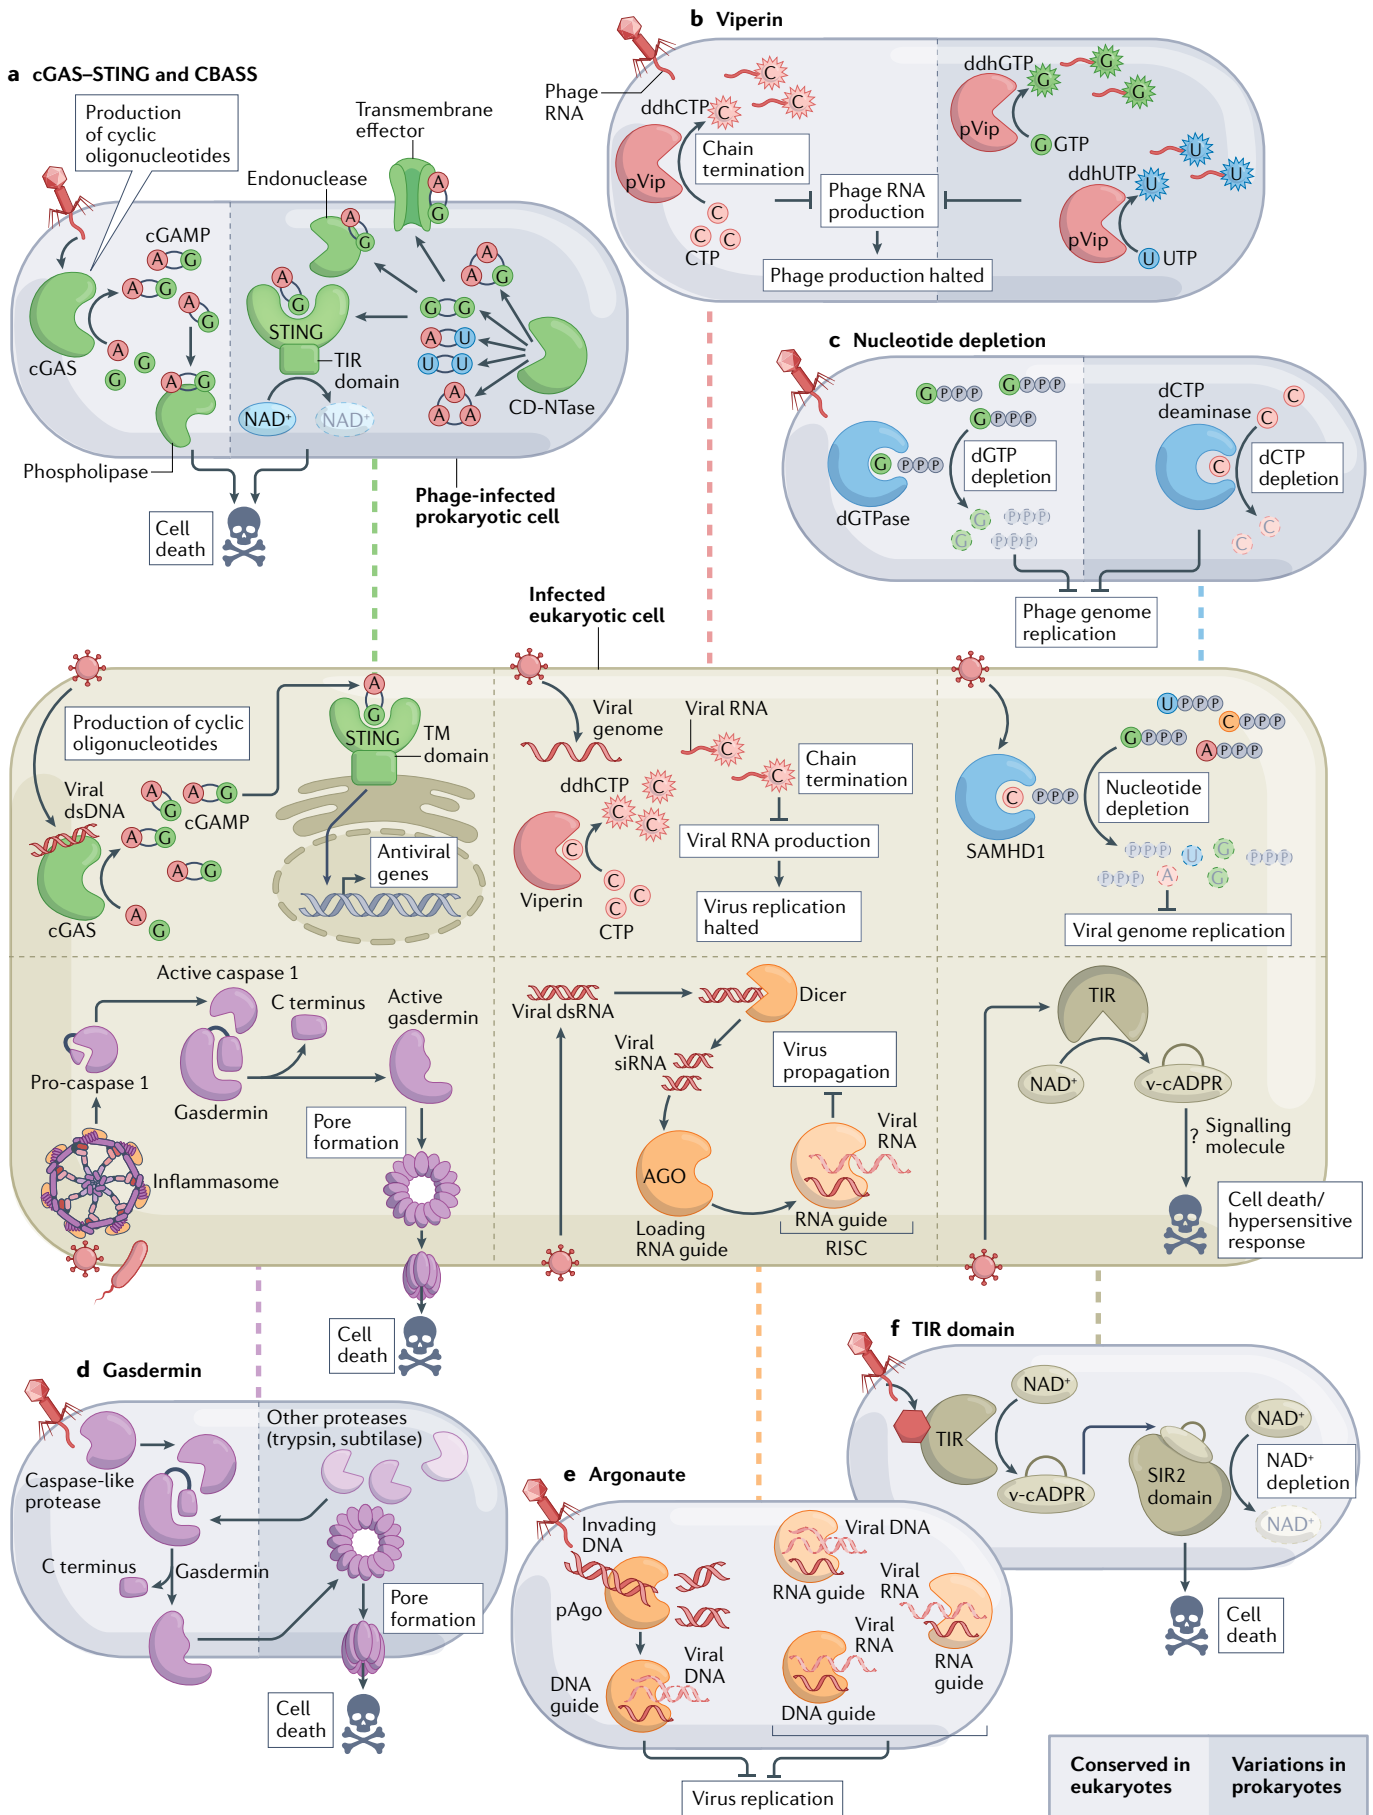 a cGAS–STING and CBASS
Production
of cyclic
oligonucleotides
Transmembrane
effector
Endonuclease
A
G
A
G
cGAMP
A G
A G
A
G
A
G
G
A G
cGAS
Phospholipase
A
G
STING
TIR
domain
NAD⁺
NAD⁺
A
A G
G G
A U
U U
A
A A
CD-NTase
Cell
death
Phage-infected
prokaryotic cell
b Viperin
Phage
RNA
ddhCTP
C
C
C
pVip
Chain
termination
C
C
C
CTP
Phage RNA
production
Phage production halted
ddhGTP
G
G
G
pVip
G GTP
ddhUTP
U
U
U
pVip
U UTP
c Nucleotide depletion
G P P P
G P P P
G P P P
G P P P
dGTPase
dGTP
depletion
G
G
P P P
P P P
dCTP
deaminase
C
C
C
dCTP
depletion
C
C
Phage genome
replication
Infected
eukaryotic cell
Production of cyclic
oligonucleotides
Viral
dsDNA
A
G
A G
A G
A G
cGAMP
A
G
cGAS
A
G
STING
TM
domain
Antiviral
genes
Viral
genome
Viral RNA
C
C
Chain
termination
ddhCTP
C
C
C
C
Viperin
C
C
C
CTP
Viral RNA production
Virus replication
halted
U P P P
C P P P
G P P P
A P P P
C P P P
SAMHD1
Nucleotide
depletion
P P P
U
G
P P P
P P P
A
G
Viral genome replication
Active caspase 1
C terminus
Active
gasdermin
Pro-caspase 1
Gasdermin
Pore
formation
Inflammasome
Cell
death
Viral dsRNA
Dicer
Viral
siRNA
Virus
propagation
AGO
Viral
RNA
Loading
RNA guide
RNA guide
RISC
TIR
NAD⁺
v-cADPR
?
Signalling
molecule
Cell death/
hypersensitive
response
d Gasdermin
Caspase-like
protease
Other proteases
(trypsin, subtilase)
C terminus
Gasdermin
Pore
formation
Cell
death
e Argonaute
Invading
DNA
pAgo
DNA
guide
Viral
DNA
Viral DNA
RNA guide
Viral
RNA
RNA
guide
Viral
RNA
DNA guide
Virus replication
f TIR domain
TIR
NAD⁺
v-cADPR
SIR2
domain
NAD⁺
NAD⁺
depletion
NAD⁺
Cell
death
Conserved in
eukaryotes
Variations in
prokaryotes